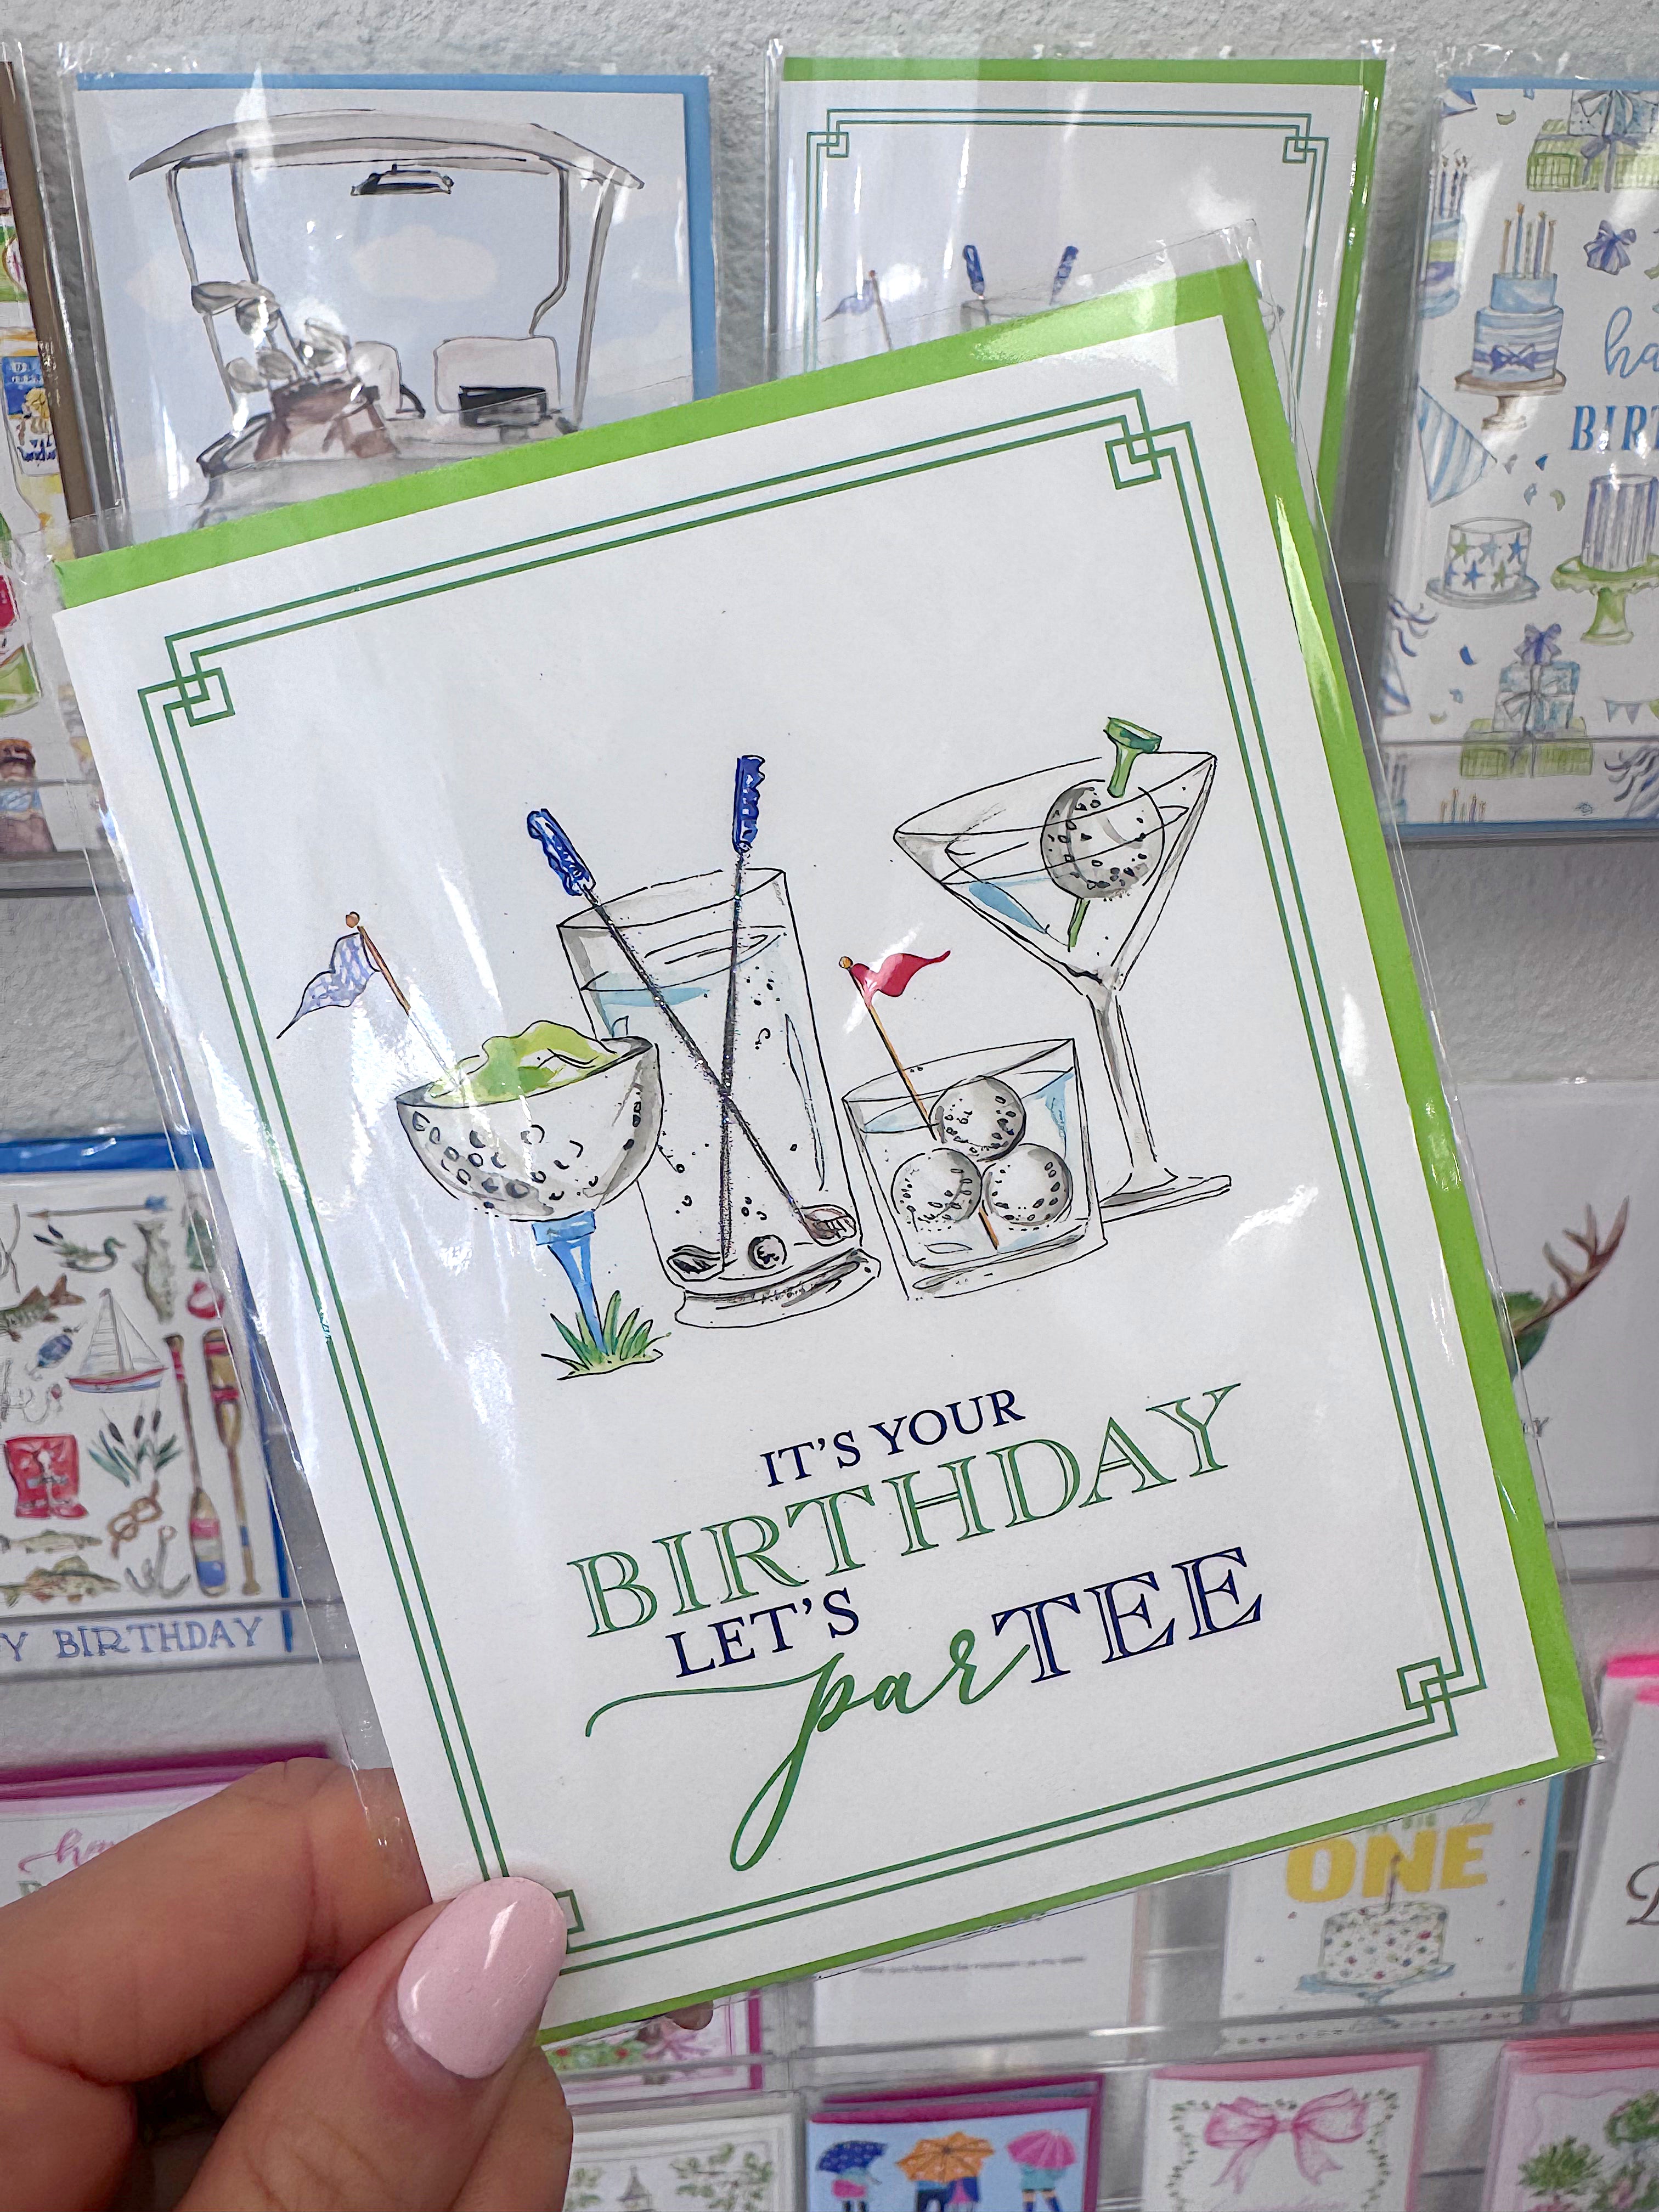 IT'S YOUR
BIRTHDAY
LET'S
parTEE
BIRTHDAY
ONE